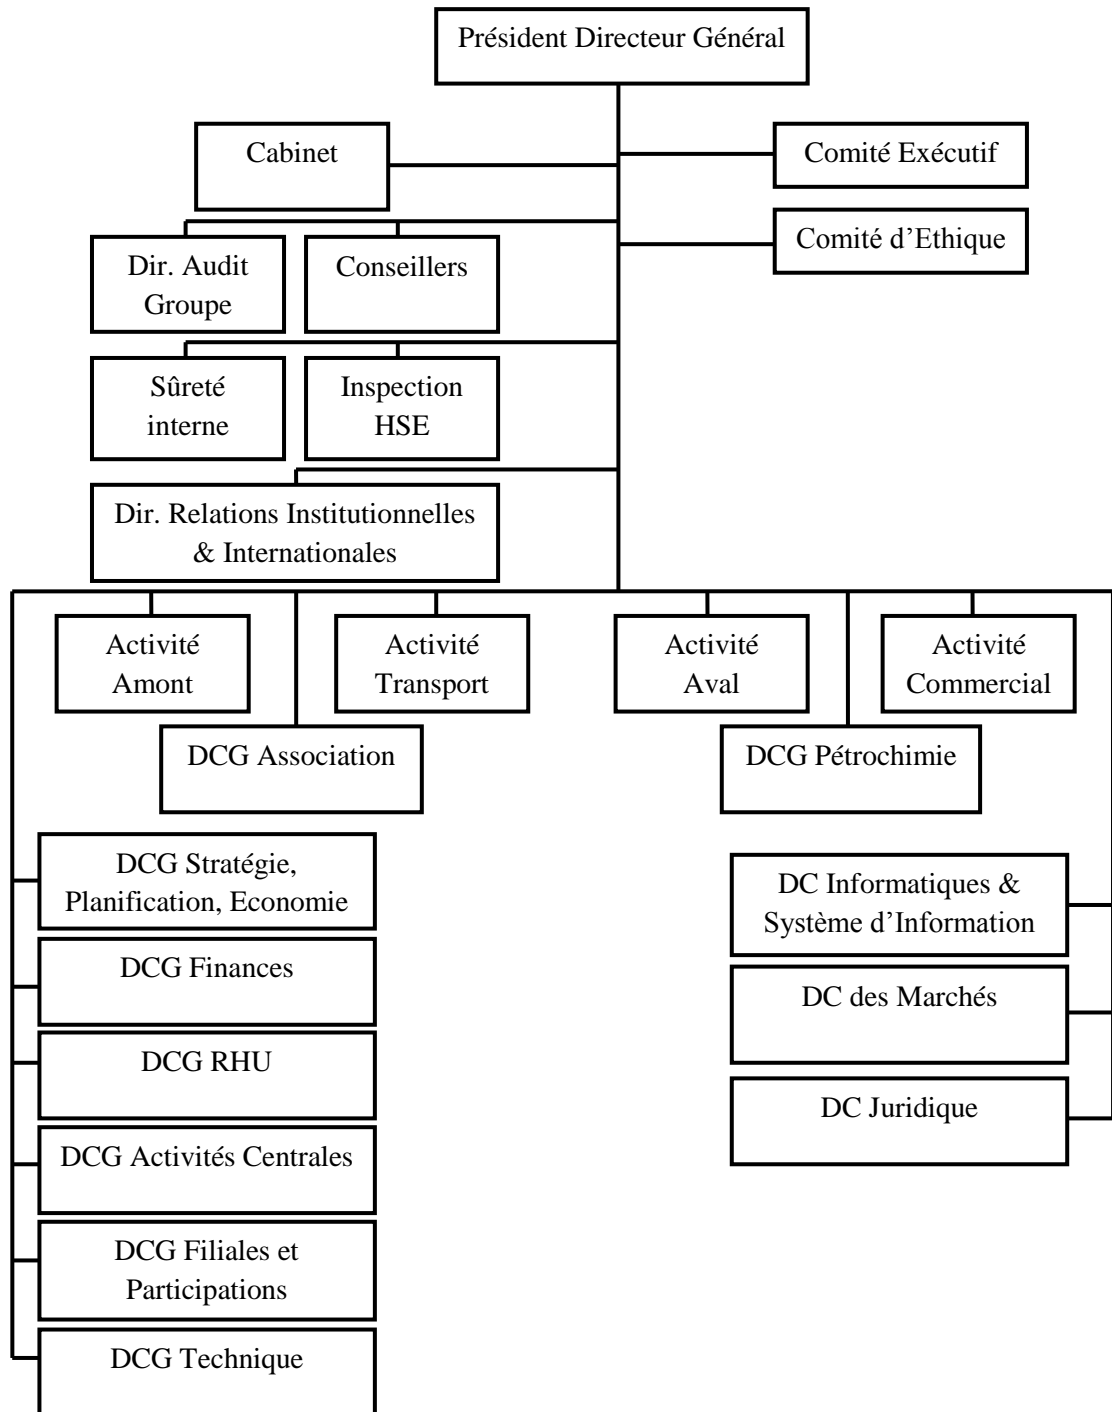 Président Directeur Général
Cabinet
Comité Exécutif
Comité d’Ethique
Dir. Audit
Groupe
Conseillers
Sûreté
interne
Inspection
HSE
Dir. Relations Institutionnelles
& Internationales
Activité
Amont
Activité
Transport
Activité
Aval
Activité
Commercial
DCG Association
DCG Pétrochimie
DCG Stratégie,
Planification, Economie
DCG Finances
DCG RHU
DCG Activités Centrales
DCG Filiales et
Participations
DCG Technique
DC Informatiques &
Système d’Information
DC des Marchés
DC Juridique